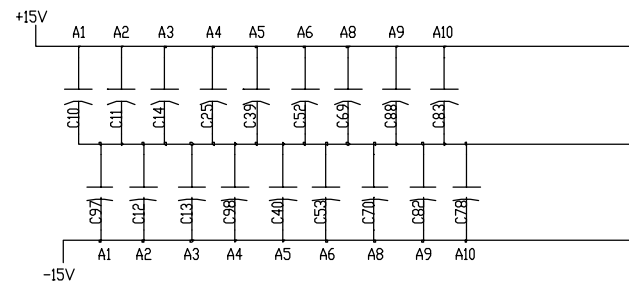 +15V
A1 A2 A3 A4 A5 A6 A8 A9 A10
C10 C11 C14 C25 C39 C52 C69 C88 C83
C97 C12 C13 C98 C40 C53 C70 C82 C78
A1 A2 A3 A4 A5 A6 A8 A9 A10
-15V